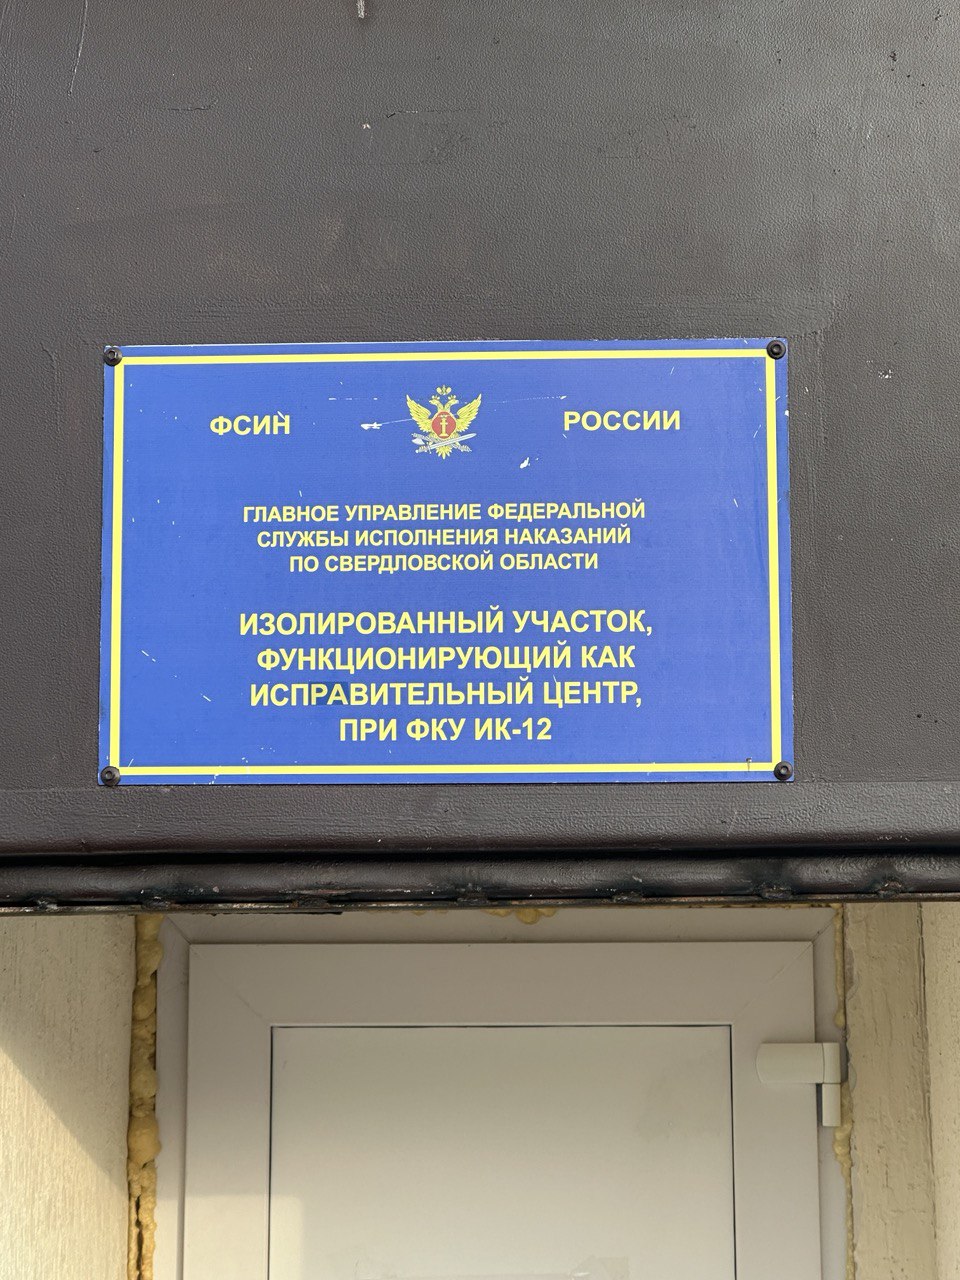 ФСИН РОССИИ
ГЛАВНОЕ УПРАВЛЕНИЕ ФЕДЕРАЛЬНОЙ
СЛУЖБЫ ИСПОЛНЕНИЯ НАКАЗАНИЙ
ПО СВЕРДЛОВСКОЙ ОБЛАСТИ
ИЗОЛИРОВАННЫЙ УЧАСТОК,
ФУНКЦИОНИРУЮЩИЙ КАК
ИСПРАВИТЕЛЬНЫЙ ЦЕНТР,
ПРИ ФКУ ИК-12